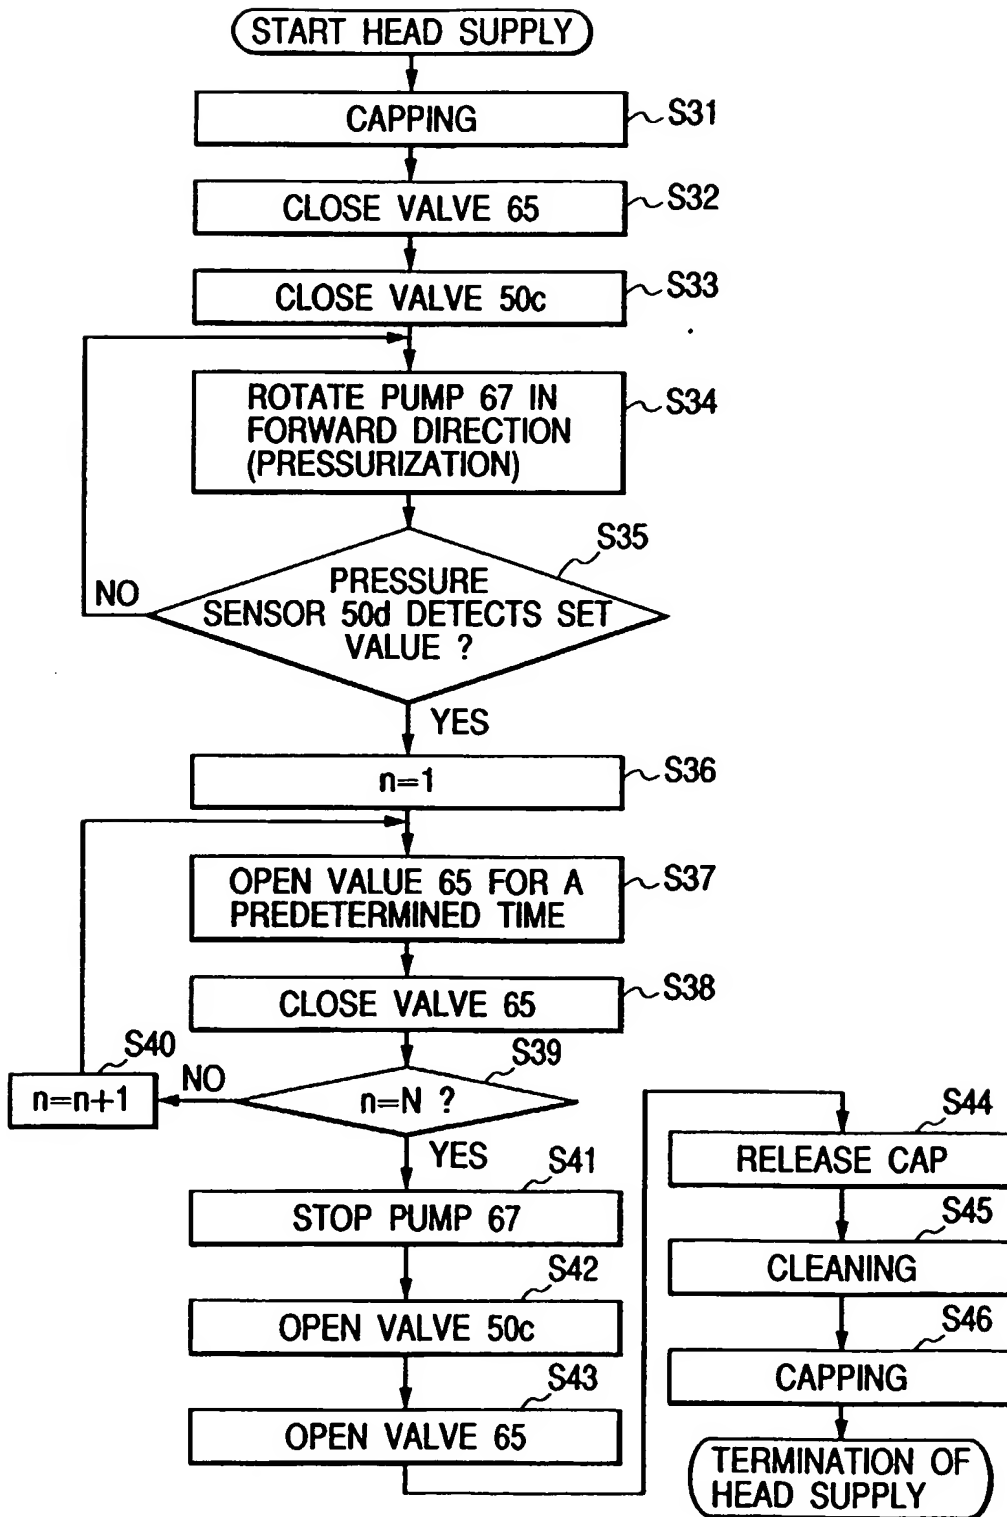 START HEAD SUPPLY
CAPPING
S31
CLOSE VALVE 65
S32
CLOSE VALVE 50c
S33
ROTATE PUMP 67 IN
FORWARD DIRECTION
(PRESSURIZATION)
S34
S35
PRESSURE
SENSOR 50d DETECTS SET
VALUE ?
NO
YES
n=1
S36
OPEN VALUE 65 FOR A
PREDETERMINED TIME
S37
CLOSE VALVE 65
S38
S39
n=N ?
NO
S40
n=n+1
YES
S41
STOP PUMP 67
S42
OPEN VALVE 50c
S43
OPEN VALVE 65
S44
RELEASE CAP
S45
CLEANING
S46
CAPPING
TERMINATION OF
HEAD SUPPLY